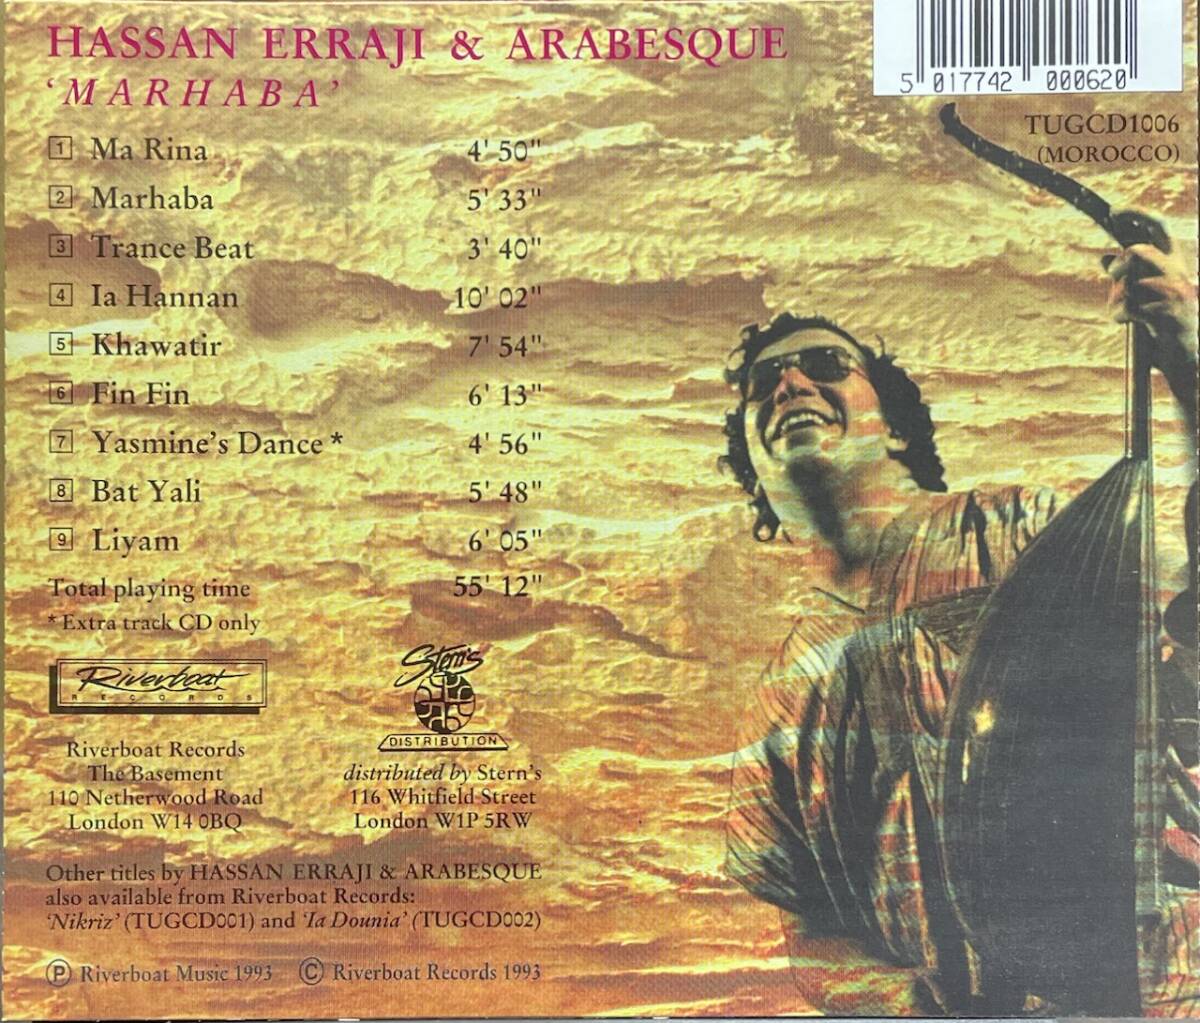 HASSAN ERRAJI & ARABESQUE
'MARHABA'
5 017742 000620
TUGCD1006
(MOROCCO)
1 Ma Rina 4' 50"
2 Marhaba 5' 33"
3 Trance Beat 3' 40"
4 Ia Hannan 10' 02"
5 Khawatir 7' 54"
6 Fin Fin 6' 13"
7 Yasmine's Dance * 4' 56"
8 Bat Yali 5' 48"
9 Liyam 6' 05"
Total playing time 55' 12"
* Extra track CD only
Riverboat
RECORDS
Riverboat Records
The Basement
110 Netherwood Road
London W14 0BQ
Stern's
DISTRIBUTION
distributed by Stern's
116 Whitfield Street
London W1P 5RW
Other titles by HASSAN ERRAJI & ARABESQUE
also available from Riverboat Records:
'Nikriz' (TUGCD001) and 'Ia Dounia' (TUGCD002)
Ⓟ Riverboat Music 1993 © Riverboat Records 1993